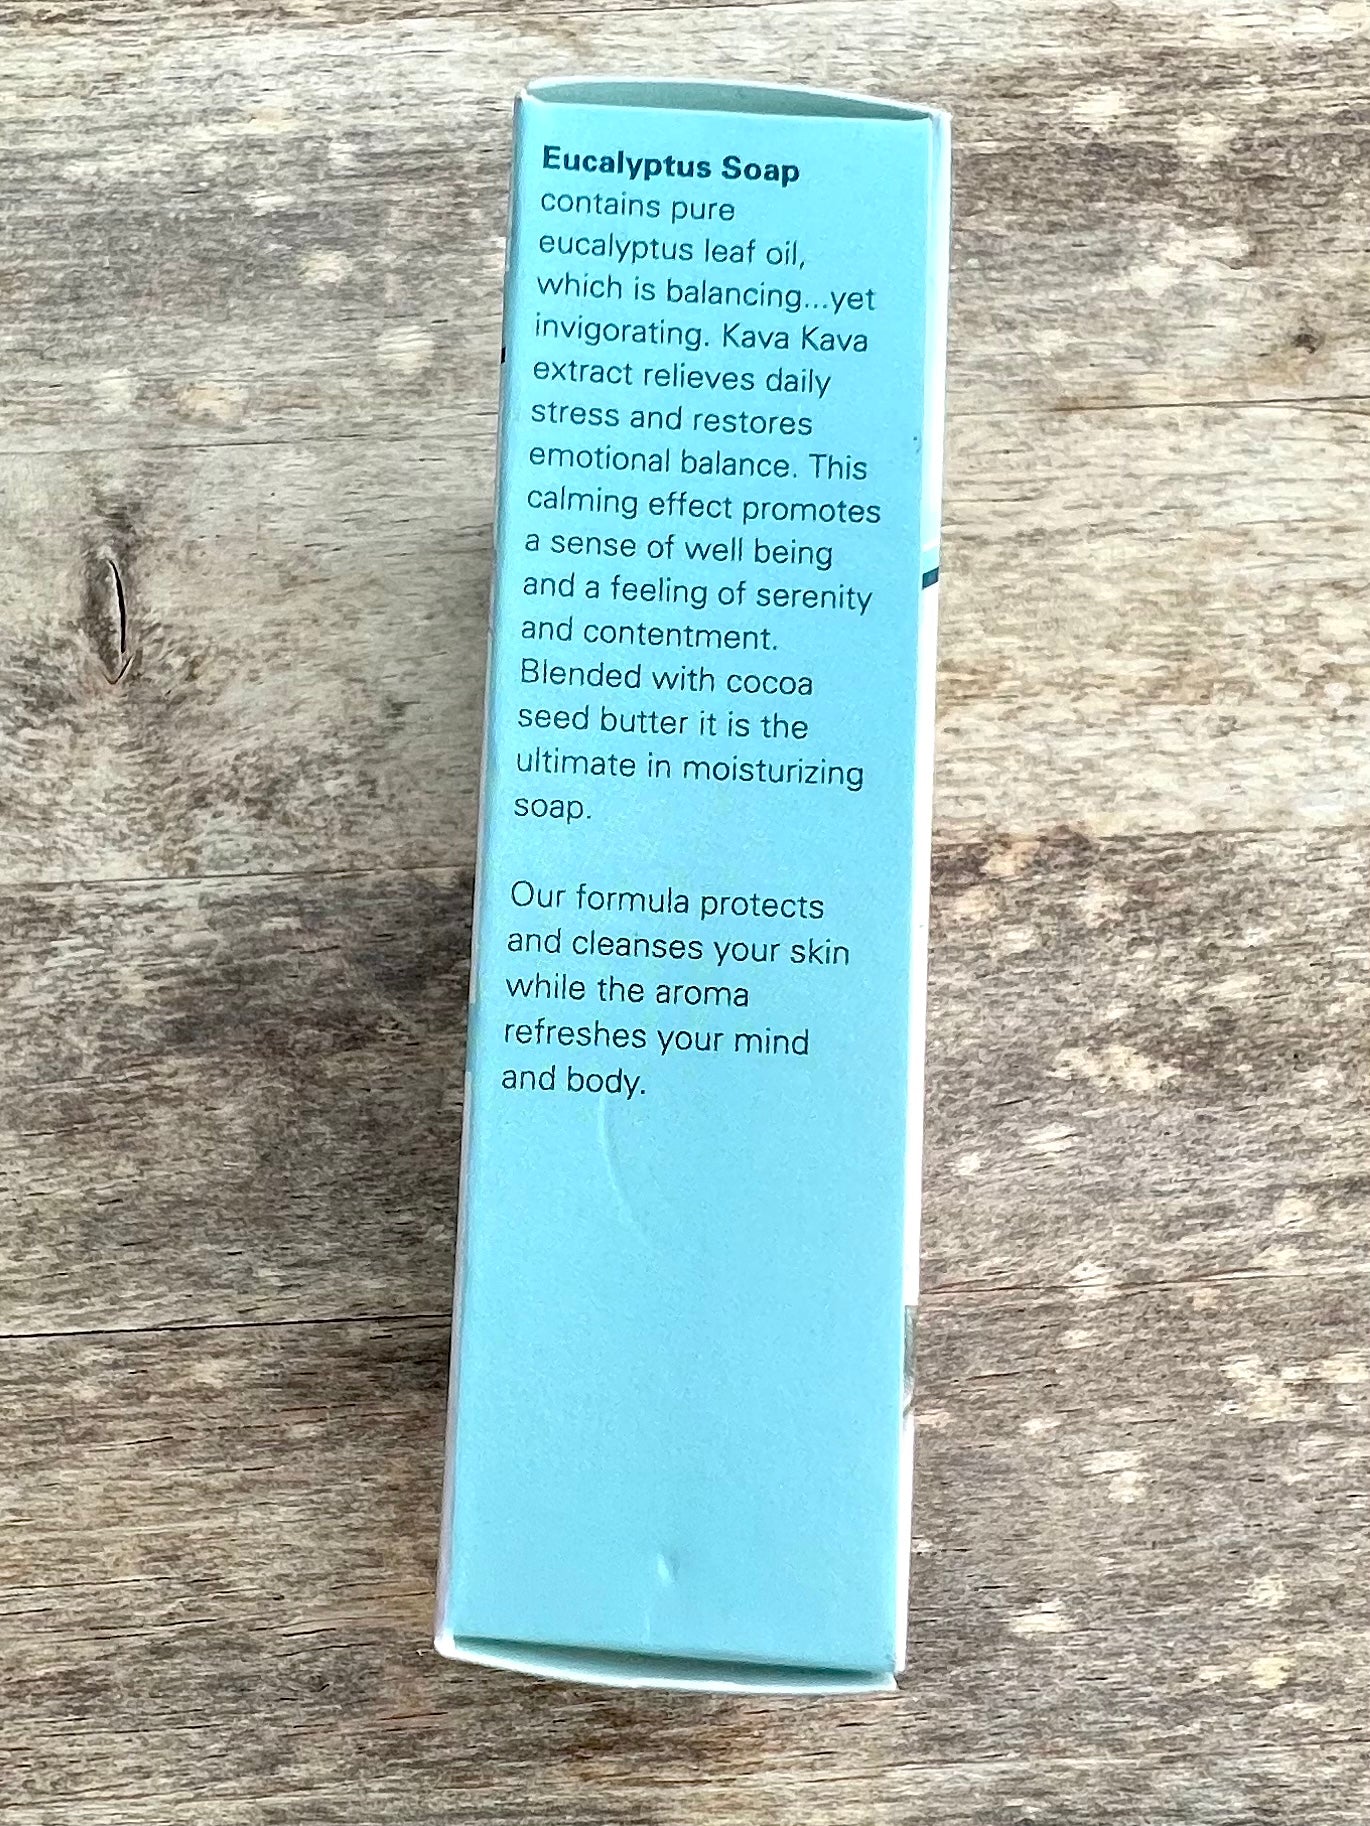 Eucalyptus Soap
contains pure
eucalyptus leaf oil,
which is balancing...yet
invigorating. Kava Kava
extract relieves daily
stress and restores
emotional balance. This
calming effect promotes
a sense of well being
and a feeling of serenity
and contentment.
Blended with cocoa
seed butter it is the
ultimate in moisturizing
soap.
Our formula protects
and cleanses your skin
while the aroma
refreshes your mind
and body.